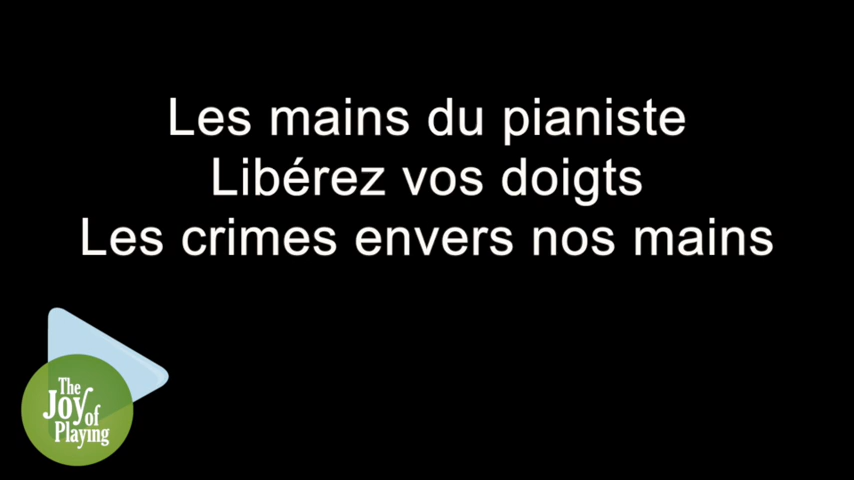 Les mains du pianiste
Libérez vos doigts
Les crimes envers nos mains
The
Joy of
Playing